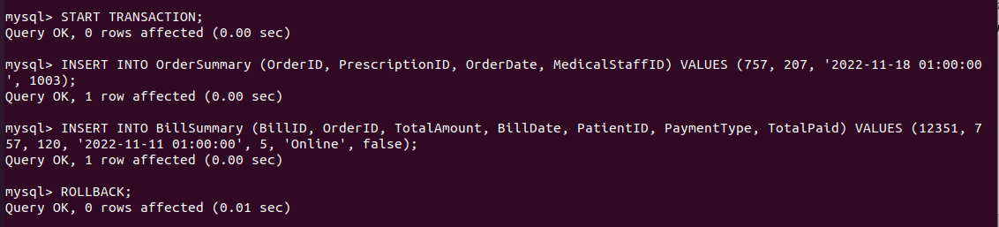 mysql> START TRANSACTION;
Query OK, 0 rows affected (0.00 sec)
mysql> INSERT INTO OrderSummary (OrderID, PrescriptionID, OrderDate, MedicalStaffID) VALUES (757, 207, '2022-11-18 01:00:00
', 1003);
Query OK, 1 row affected (0.00 sec)
mysql> INSERT INTO BillSummary (BillID, OrderID, TotalAmount, BillDate, PatientID, PaymentType, TotalPaid) VALUES (12351, 7
57, 120, '2022-11-11 01:00:00', 5, 'Online', false);
Query OK, 1 row affected (0.00 sec)
mysql> ROLLBACK;
Query OK, 0 rows affected (0.01 sec)